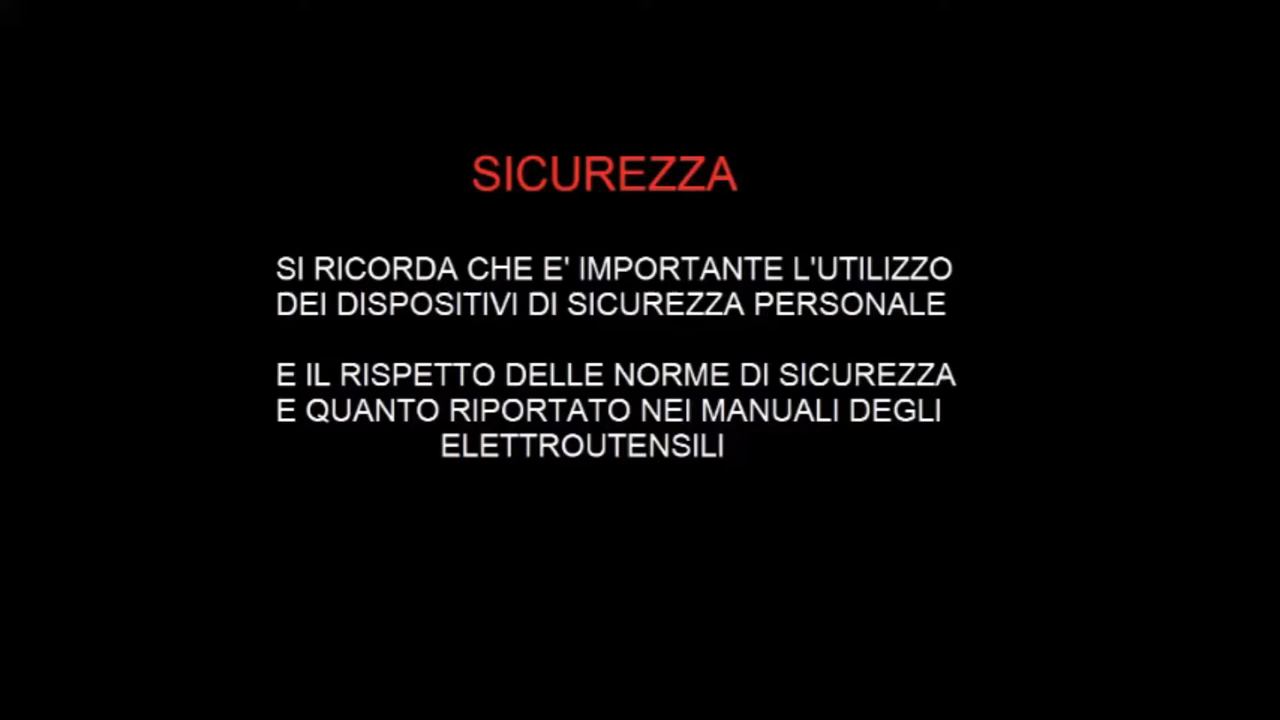 SICUREZZA
SI RICORDA CHE E' IMPORTANTE L'UTILIZZO
DEI DISPOSITIVI DI SICUREZZA PERSONALE
E IL RISPETTO DELLE NORME DI SICUREZZA
E QUANTO RIPORTATO NEI MANUALI DEGLI
ELETTROUTENSILI